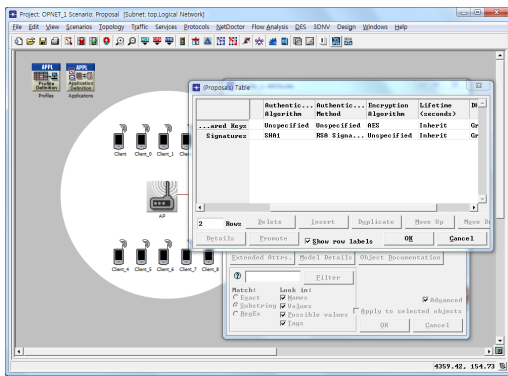 Project: OPNET_1 Scenario: Proposal [Subnet: top.Logical Network]
File Edit View Scenarios Topology Traffic Services Protocols NetDoctor Flow Analysis DES 3DNV Design Windows Help
APPL APPL
Profile Definition Application Definition
Profiles Applications
(Proposals) Table
Authentic... Algorithm Authentic... Method Encryption Algorithm Lifetime (seconds)
...ared Keys Unspecified Unspecified AES Inherit Gr
Signatures SHA1 RSA Signa... Unspecified Inherit Gr
Client Client_0 Client_1
AP
Client_4 Client_5 Client_6 Client_7 Client_8
2 Rows Delete Insert Duplicate Move Up
Details Promote Show row labels OK Cancel
Extended Attrs. Model Details Object Documentation
Filter
Match: Look in:
Exact Names Advanced
Substring Values
RegEx Possible values Apply to selected objects
Tags OK Cancel
4359.42, 154.73